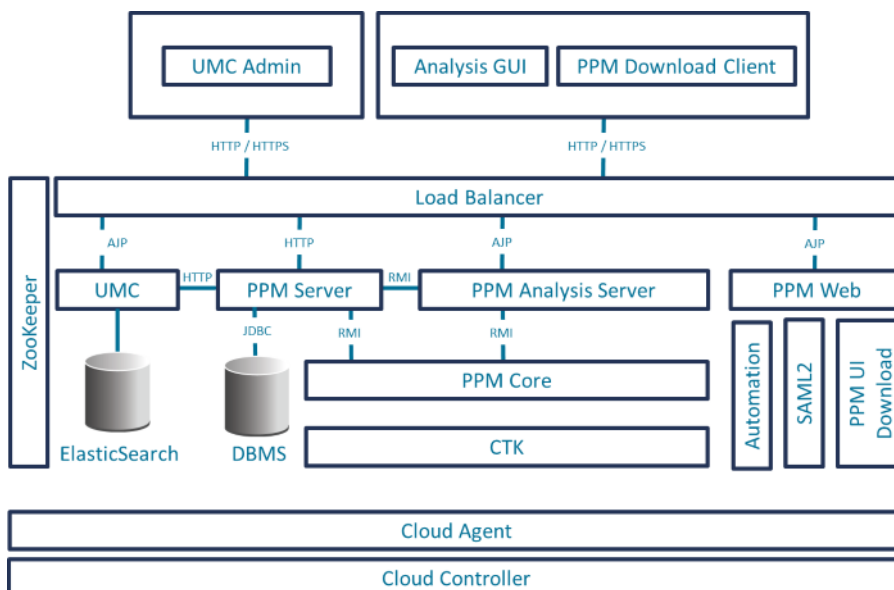 UMC Admin
Analysis GUI
PPM Download Client
HTTP / HTTPS
HTTP / HTTPS
ZooKeeper
Load Balancer
AJP
HTTP
AJP
AJP
UMC
HTTP
PPM Server
RMI
PPM Analysis Server
PPM Web
JDBC
RMI
RMI
PPM Core
Automation
SAML2
PPM UI
Download
ElasticSearch
DBMS
CTK
Cloud Agent
Cloud Controller